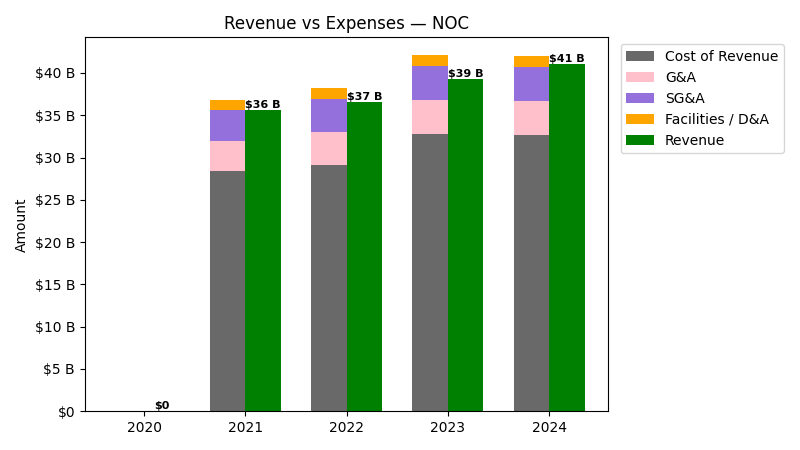 Revenue vs Expenses — NOC
Amount
$40 B
$35 B
$30 B
$25 B
$20 B
$15 B
$10 B
$5 B
$0
$0
$36 B
$37 B
$39 B
$41 B
2020
2021
2022
2023
2024
Cost of Revenue
G&A
SG&A
Facilities / D&A
Revenue